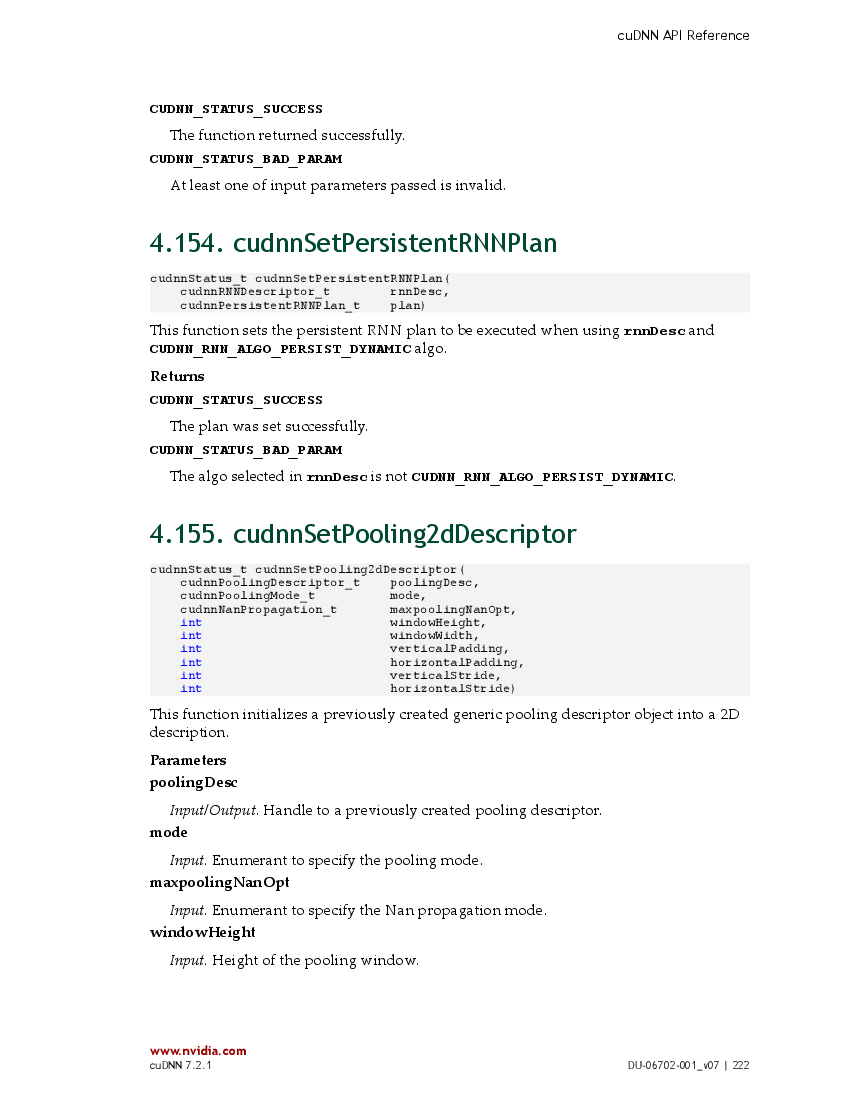 cuDNN API Reference
CUDNN_STATUS_SUCCESS
The function returned successfully.
CUDNN_STATUS_BAD_PARAM
At least one of input parameters passed is invalid.
4.154. cudnnSetPersistentRNNPlan
cudnnStatus_t cudnnSetPersistentRNNPlan(
    cudnnRNNDescriptor_t        rnnDesc,
    cudnnPersistentRNNPlan_t    plan)
This function sets the persistent RNN plan to be executed when using rnnDesc and
CUDNN_RNN_ALGO_PERSIST_DYNAMIC algo.
Returns
CUDNN_STATUS_SUCCESS
The plan was set successfully.
CUDNN_STATUS_BAD_PARAM
The algo selected in rnnDesc is not CUDNN_RNN_ALGO_PERSIST_DYNAMIC.
4.155. cudnnSetPooling2dDescriptor
cudnnStatus_t cudnnSetPooling2dDescriptor(
    cudnnPoolingDescriptor_t    poolingDesc,
    cudnnPoolingMode_t          mode,
    cudnnNanPropagation_t       maxpoolingNanOpt,
    int                         windowHeight,
    int                         windowWidth,
    int                         verticalPadding,
    int                         horizontalPadding,
    int                         verticalStride,
    int                         horizontalStride)
This function initializes a previously created generic pooling descriptor object into a 2D
description.
Parameters
poolingDesc
Input/Output. Handle to a previously created pooling descriptor.
mode
Input. Enumerant to specify the pooling mode.
maxpoolingNanOpt
Input. Enumerant to specify the Nan propagation mode.
windowHeight
Input. Height of the pooling window.
www.nvidia.com
cuDNN 7.2.1
DU-06702-001_v07 | 222